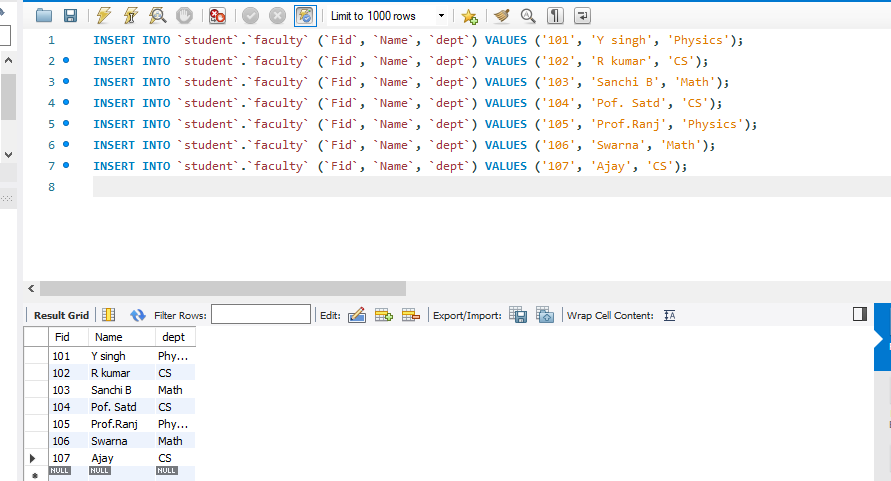 Limit to 1000 rows
1 INSERT INTO `student`.`faculty` (`Fid`, `Name`, `dept`) VALUES ('101', 'Y singh', 'Physics');
2 INSERT INTO `student`.`faculty` (`Fid`, `Name`, `dept`) VALUES ('102', 'R kumar', 'CS');
3 INSERT INTO `student`.`faculty` (`Fid`, `Name`, `dept`) VALUES ('103', 'Sanchi B', 'Math');
4 INSERT INTO `student`.`faculty` (`Fid`, `Name`, `dept`) VALUES ('104', 'Pof. Satd', 'CS');
5 INSERT INTO `student`.`faculty` (`Fid`, `Name`, `dept`) VALUES ('105', 'Prof.Ranj', 'Physics');
6 INSERT INTO `student`.`faculty` (`Fid`, `Name`, `dept`) VALUES ('106', 'Swarna', 'Math');
7 INSERT INTO `student`.`faculty` (`Fid`, `Name`, `dept`) VALUES ('107', 'Ajay', 'CS');
8
Result Grid Filter Rows: Edit: Export/Import: Wrap Cell Content:
Fid Name dept
101 Y singh Phy...
102 R kumar CS
103 Sanchi B Math
104 Pof. Satd CS
105 Prof.Ranj Phy...
106 Swarna Math
107 Ajay CS
NULL NULL NULL